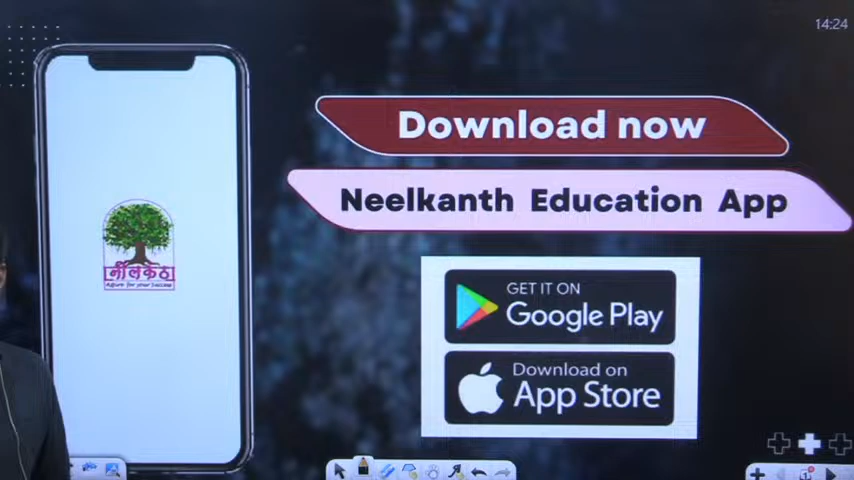 14:24
Download now
Neelkanth Education App
नीलकंठ
GET IT ON
Google Play
Download on
App Store